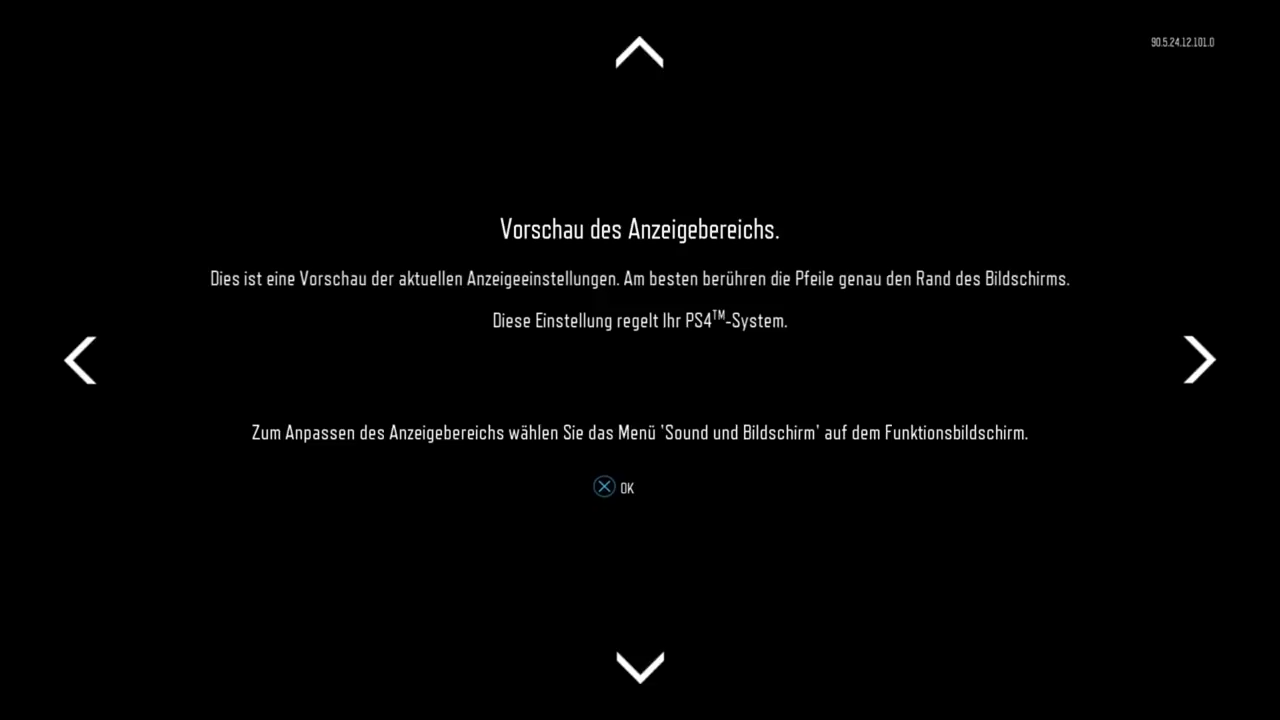 90.5.24.12.101.0
Vorschau des Anzeigebereichs.
Dies ist eine Vorschau der aktuellen Anzeigeeinstellungen. Am besten berühren die Pfeile genau den Rand des Bildschirms.
Diese Einstellung regelt Ihr PS4™-System.
Zum Anpassen des Anzeigebereichs wählen Sie das Menü 'Sound und Bildschirm' auf dem Funktionsbildschirm.
OK